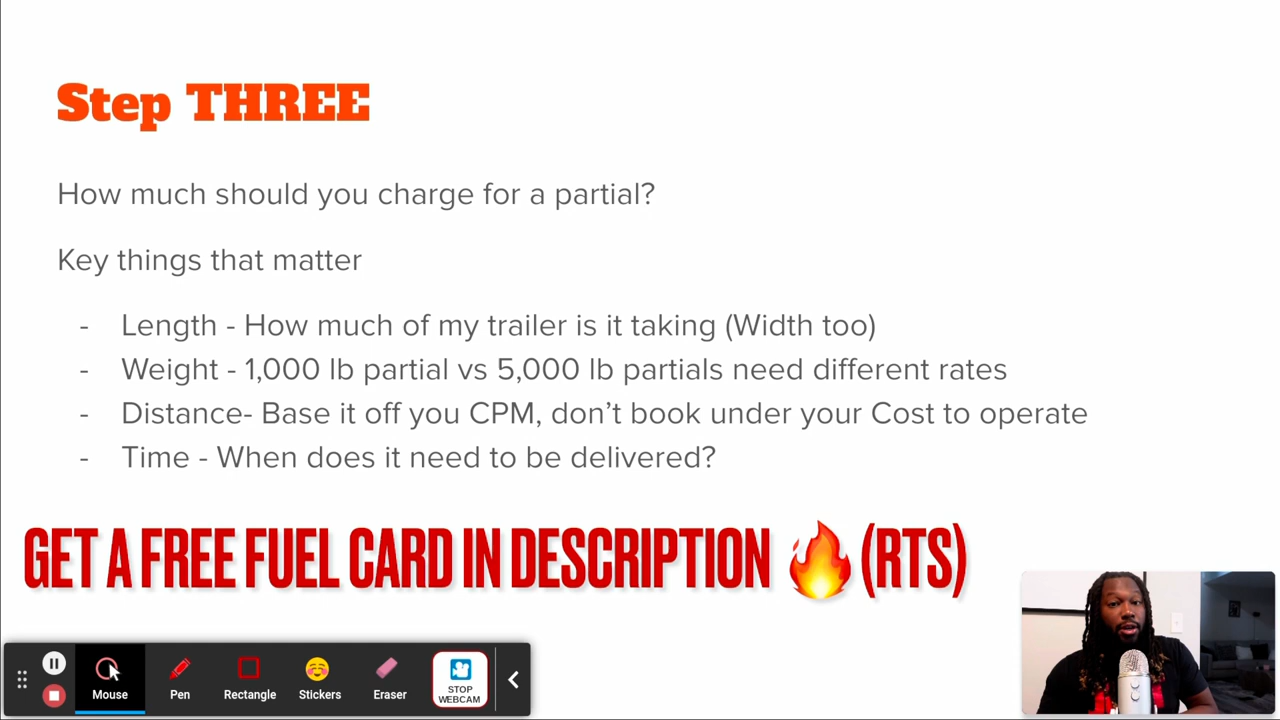 Step THREE
How much should you charge for a partial?
Key things that matter
- Length - How much of my trailer is it taking (Width too)
- Weight - 1,000 lb partial vs 5,000 lb partials need different rates
- Distance- Base it off you CPM, don’t book under your Cost to operate
- Time - When does it need to be delivered?
GET A FREE FUEL CARD IN DESCRIPTION 🔥 (RTS)
Mouse Pen Rectangle Stickers Eraser STOP
WEBCAM